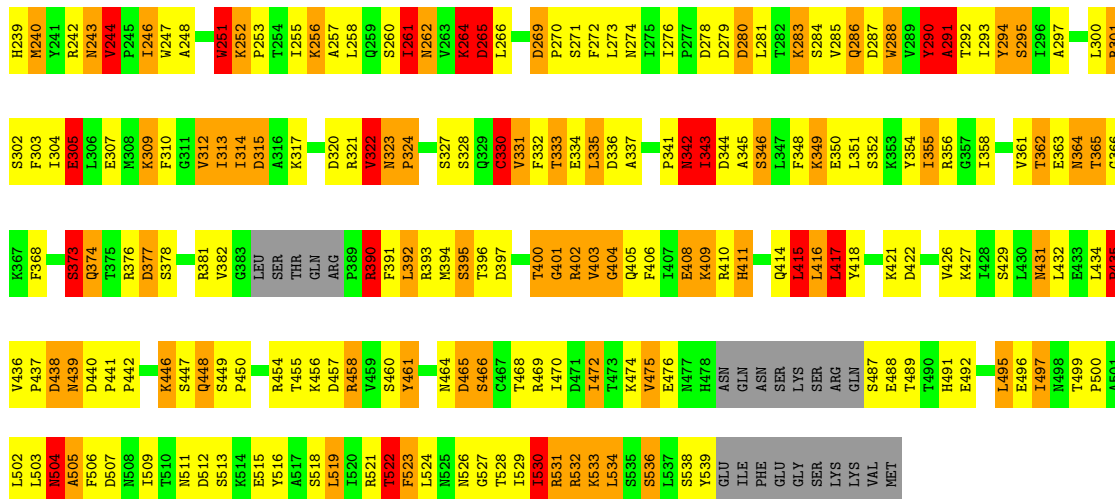 H239 M240 Y241 R242 N243 V244 P245 I246 W247 A248 W251 K252 P253 T254 I255 K256 A257 L258 Q259 S260 I261 N262 V263 K264 D265 L266 D269 P270 S271 F272 L273 N274 I275 I276 P277 D278 D279 D280 L281 T282 K283 S284 V285 Q286 D287 W288 V289 Y290 A291 T292 I293 Y294 S295 I296 A297 L300 R301
S302 F303 I304 E305 L306 E307 M308 K309 F310 G311 V312 I313 I314 D315 A316 K317 D320 R321 V322 N323 P324 S327 S328 Q329 C330 V331 F332 T333 E334 L335 D336 A337 P341 N342 I343 D344 A345 S346 L347 F348 K349 E350 L351 S352 K353 Y354 I355 R356 G357 I358 V361 T362 E363 N364 T365 G366
K367 F368 S373 Q374 T375 R376 D377 S378 R381 V382 G383 LEU SER THR GLN ARG P389 R390 F391 L392 R393 M394 S395 T396 D397 T400 G401 R402 V403 G404 Q405 F406 I407 E408 K409 R410 H411 Q414 L415 L416 L417 Y418 K421 D422 V426 K427 I428 S429 L430 N431 L432 E433 L434 R435
V436 P437 D438 N439 D440 P441 P442 K446 S447 Q448 S449 P450 R454 T455 K456 D457 R458 V459 S460 Y461 N464 D465 S466 C467 T468 R469 I470 D471 I472 T473 K474 V475 E476 N477 H478 ASN GLN ASN SER LYS SER ARG GLN S487 E488 T489 T490 H491 E492 L495 E496 I497 N498 T499 P500 A501
L502 L503 N504 A505 F506 D507 N508 I509 T510 N511 D512 S513 K514 E515 Y516 A517 S518 L519 I520 R521 T522 F523 L524 N525 N526 G527 T528 I529 I530 R531 R532 K533 L534 S535 S536 L537 S538 Y539 GLU ILE PHE GLU GLY SER LYS LYS VAL MET